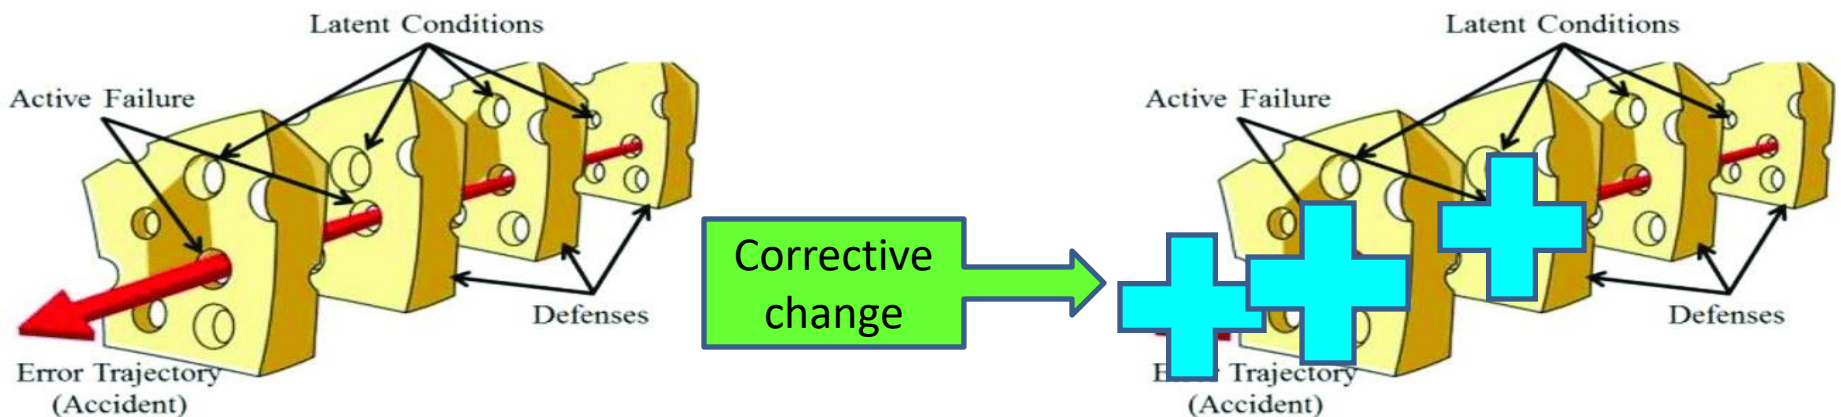 Latent Conditions
Active Failure
Defenses
Error Trajectory
(Accident)
Corrective
change
Latent Conditions
Active Failure
Defenses
Trajectory
(Accident)